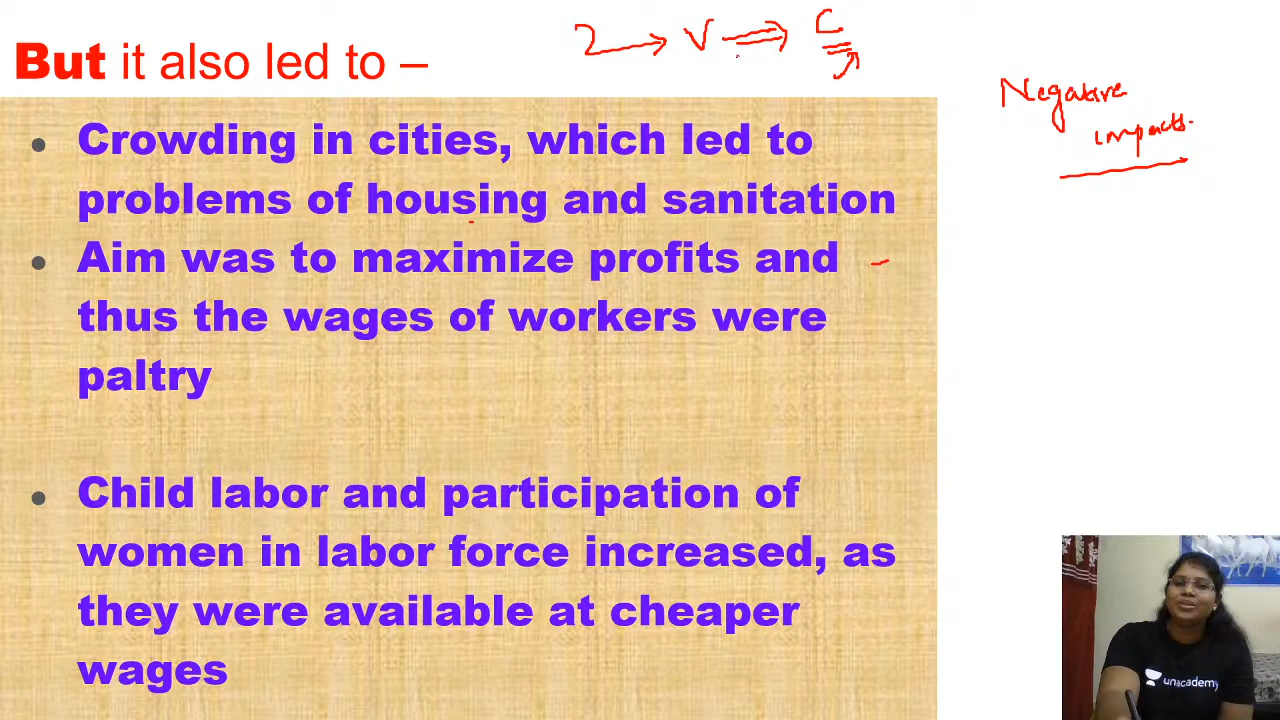 2 → V ⇒ C
But it also led to –
Negative
impacts.
• Crowding in cities, which led to
problems of housing and sanitation
• Aim was to maximize profits and –
thus the wages of workers were
paltry
• Child labor and participation of
women in labor force increased, as
they were available at cheaper
wages
unacademy